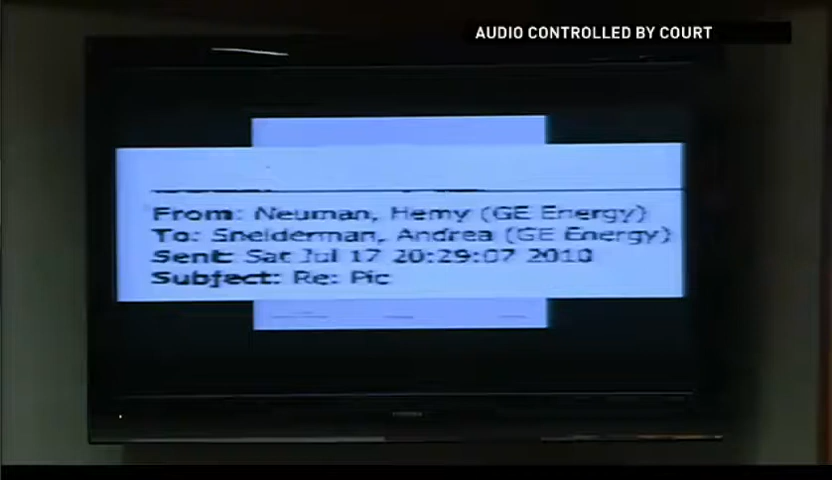 AUDIO CONTROLLED BY COURT
From: Neuman, Hemy (GE Energy)
To: Sneiderman, Andrea (GE Energy)
Sent: Sat Jul 17 20:29:07 2010
Subject: Re: Pic